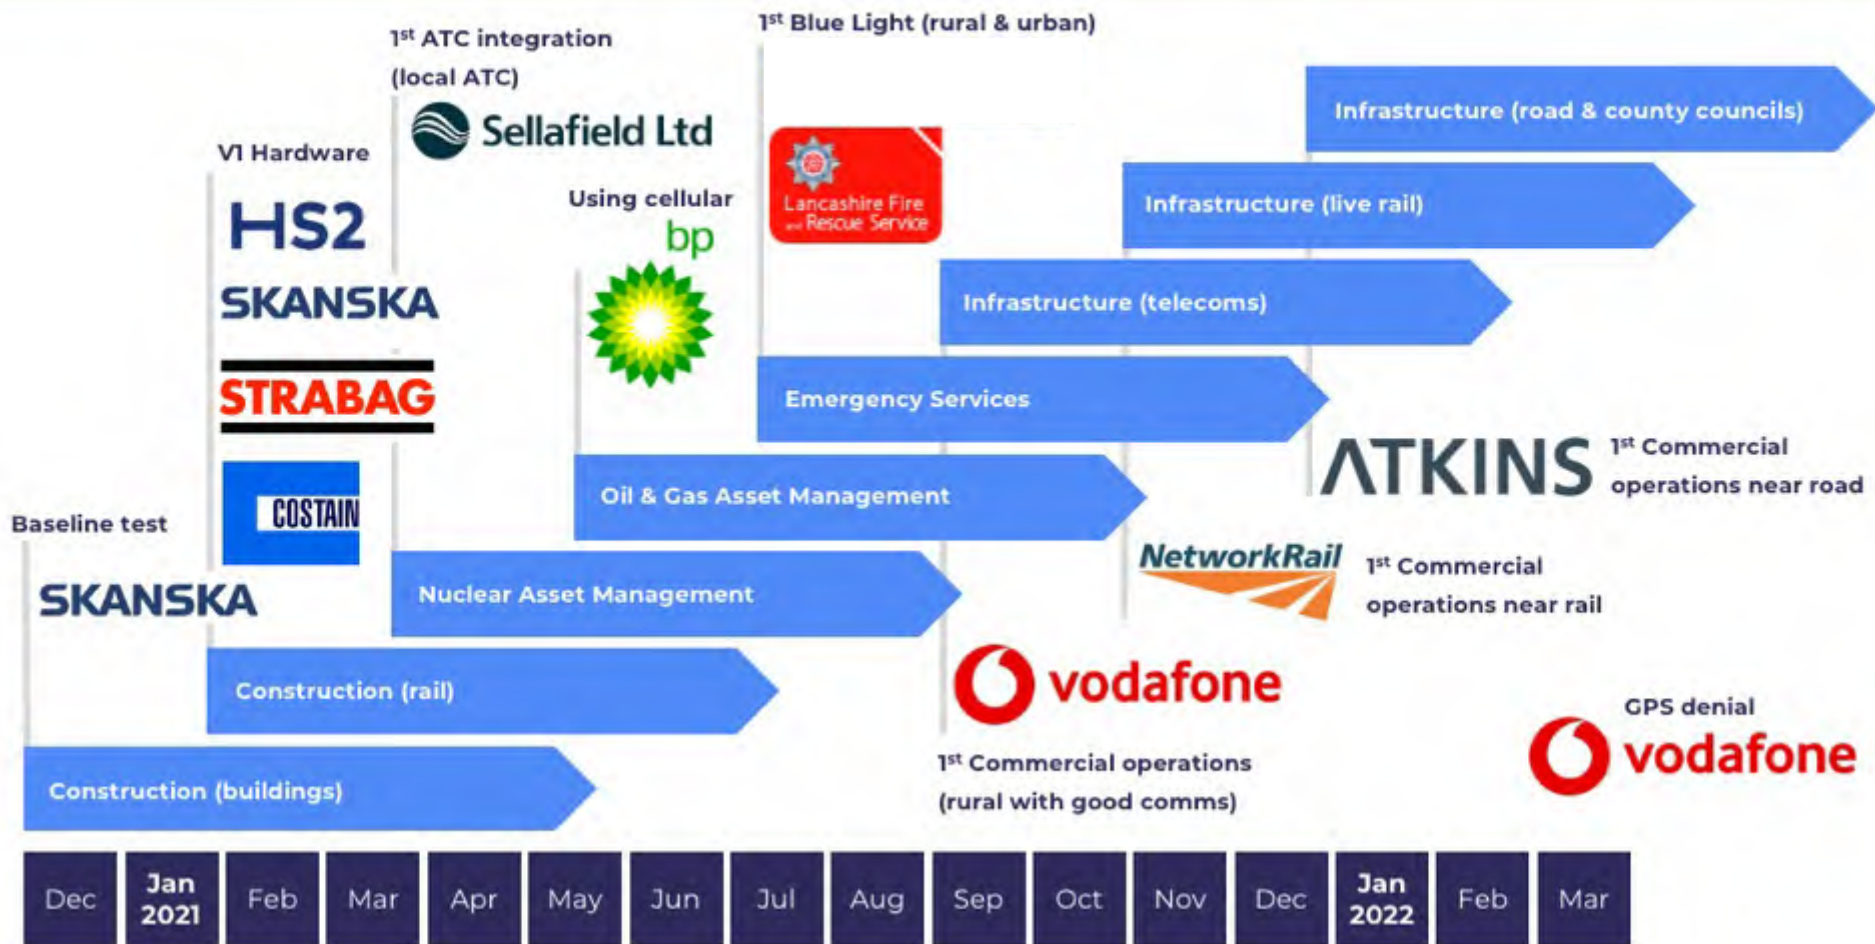 1st Blue Light (rural & urban)
1st ATC integration
(local ATC)
Sellafield Ltd
Infrastructure (road & county councils)
V1 Hardware
HS2
Using cellular
bp
Lancashire Fire
and Rescue Service
Infrastructure (live rail)
SKANSKA
Infrastructure (telecoms)
STRABAG
Emergency Services
ATKINS
1st Commercial
operations near road
COSTAIN
Oil & Gas Asset Management
Baseline test
SKANSKA
Nuclear Asset Management
NetworkRail
1st Commercial
operations near rail
Construction (rail)
vodafone
1st Commercial operations
(rural with good comms)
GPS denial
vodafone
Construction (buildings)
Dec
Jan
2021
Feb
Mar
Apr
May
Jun
Jul
Aug
Sep
Oct
Nov
Dec
Jan
2022
Feb
Mar